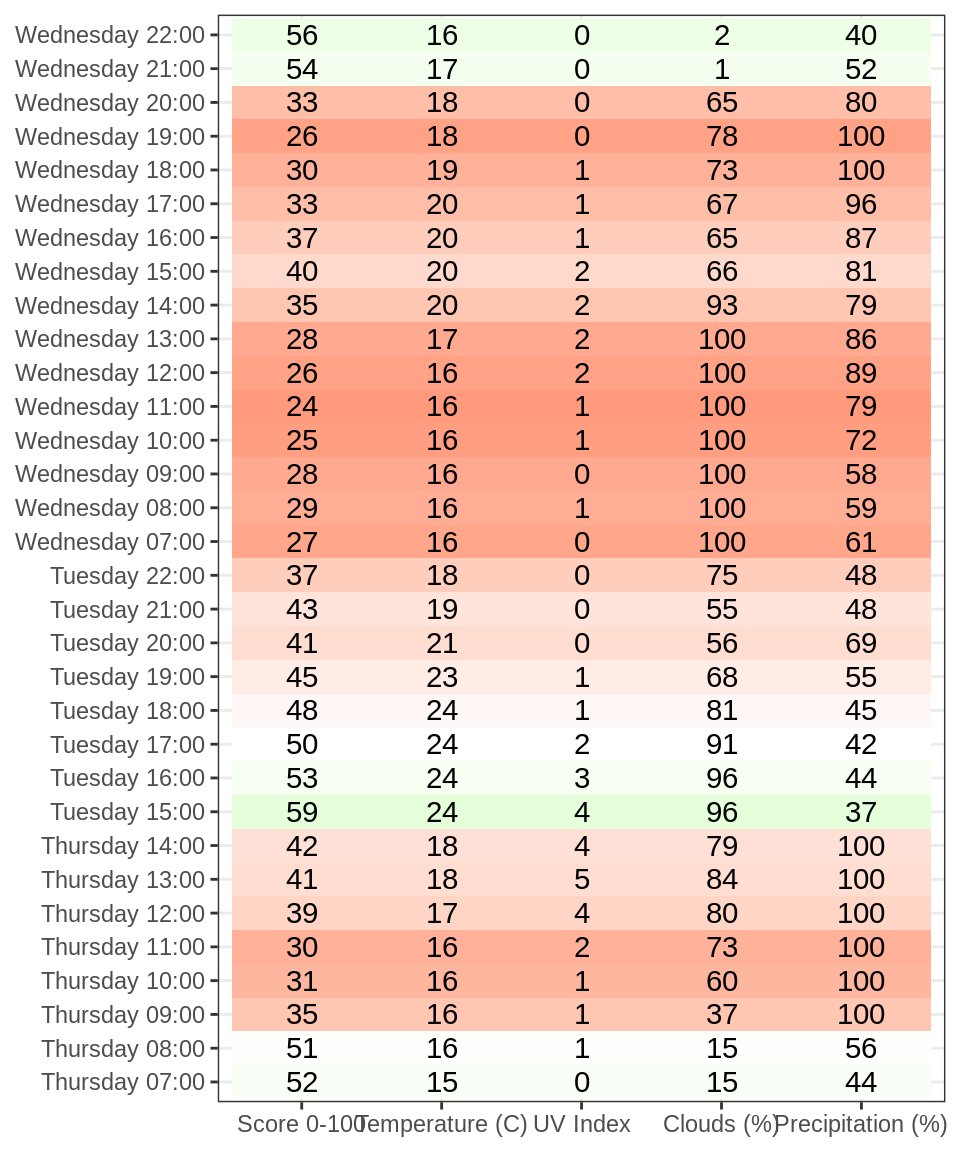 Wednesday 22:00 56 16 0 2 40
Wednesday 21:00 54 17 0 1 52
Wednesday 20:00 33 18 0 65 80
Wednesday 19:00 26 18 0 78 100
Wednesday 18:00 30 19 1 73 100
Wednesday 17:00 33 20 1 67 96
Wednesday 16:00 37 20 1 65 87
Wednesday 15:00 40 20 2 66 81
Wednesday 14:00 35 20 2 93 79
Wednesday 13:00 28 17 2 100 86
Wednesday 12:00 26 16 2 100 89
Wednesday 11:00 24 16 1 100 79
Wednesday 10:00 25 16 1 100 72
Wednesday 09:00 28 16 0 100 58
Wednesday 08:00 29 16 1 100 59
Wednesday 07:00 27 16 0 100 61
Tuesday 22:00 37 18 0 75 48
Tuesday 21:00 43 19 0 55 48
Tuesday 20:00 41 21 0 56 69
Tuesday 19:00 45 23 1 68 55
Tuesday 18:00 48 24 1 81 45
Tuesday 17:00 50 24 2 91 42
Tuesday 16:00 53 24 3 96 44
Tuesday 15:00 59 24 4 96 37
Thursday 14:00 42 18 4 79 100
Thursday 13:00 41 18 5 84 100
Thursday 12:00 39 17 4 80 100
Thursday 11:00 30 16 2 73 100
Thursday 10:00 31 16 1 60 100
Thursday 09:00 35 16 1 37 100
Thursday 08:00 51 16 1 15 56
Thursday 07:00 52 15 0 15 44
Score 0-100 Temperature (C) UV Index Clouds (%) Precipitation (%)